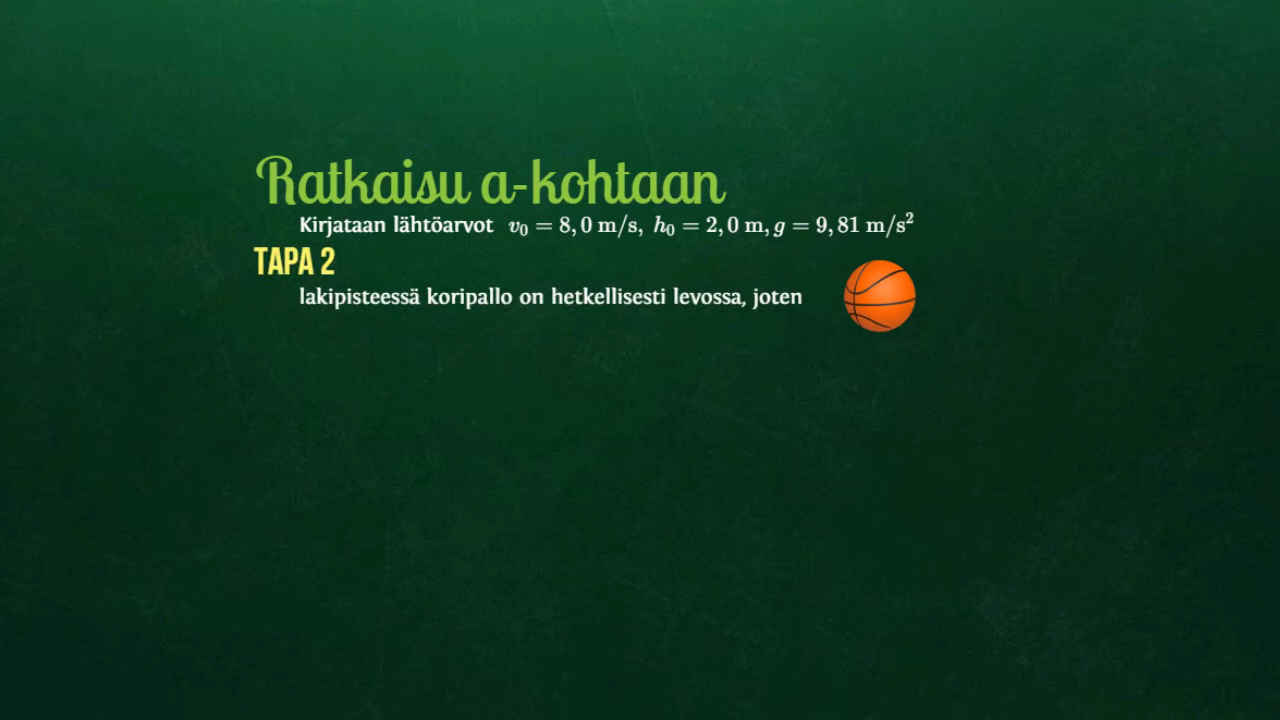 Ratkaisu a-kohtaan
Kirjataan lähtöarvot v₀ = 8,0 m/s, h₀ = 2,0 m, g = 9,81 m/s²
TAPA 2
lakipisteessä koripallo on hetkellisesti levossa, joten